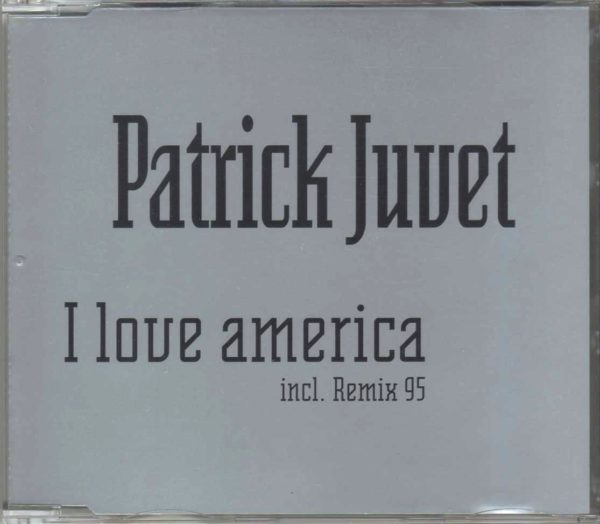 Patrick Juvet
I love america
incl. Remix 95